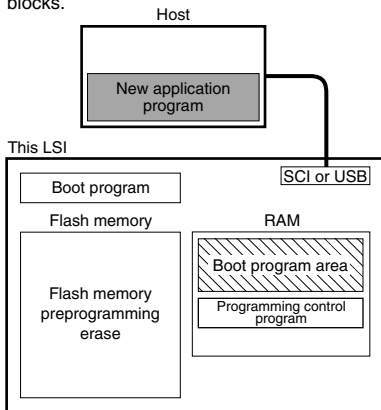 blocks.
Host
New application
program
This LSI
SCI or USB
Boot program
Flash memory
RAM
Boot program area
Flash memory
preprogramming
erase
Programming control
program